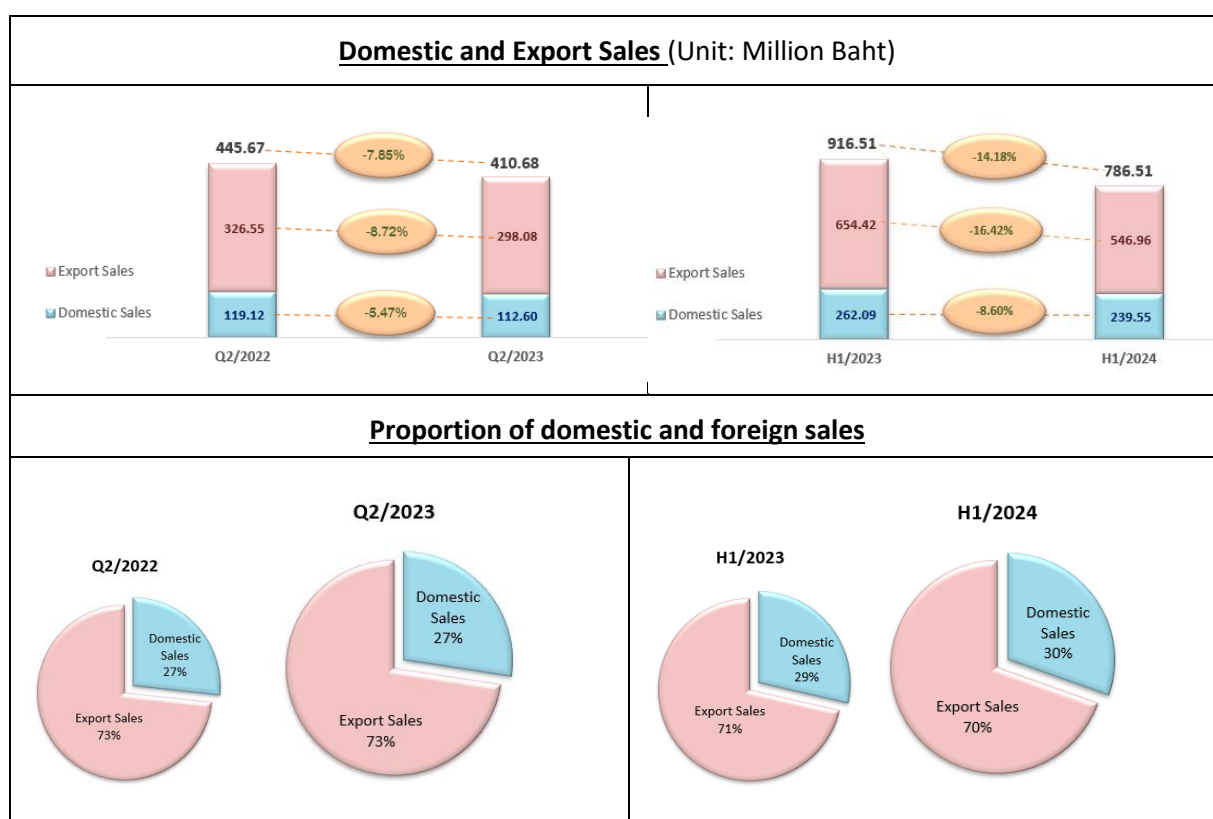 Domestic and Export Sales (Unit: Million Baht)
445.67
-7.85%
410.68
326.55
-8.72%
298.08
Export Sales
Domestic Sales
119.12
-5.47%
112.60
Q2/2022
Q2/2023
916.51
-14.18%
786.51
654.42
-16.42%
546.96
Export Sales
Domestic Sales
262.09
-8.60%
239.55
H1/2023
H1/2024
Proportion of domestic and foreign sales
Q2/2022
Domestic
Sales
27%
Export Sales
73%
Q2/2023
Domestic
Sales
27%
Export Sales
73%
H1/2023
Domestic
Sales
29%
Export Sales
71%
H1/2024
Domestic
Sales
30%
Export Sales
70%